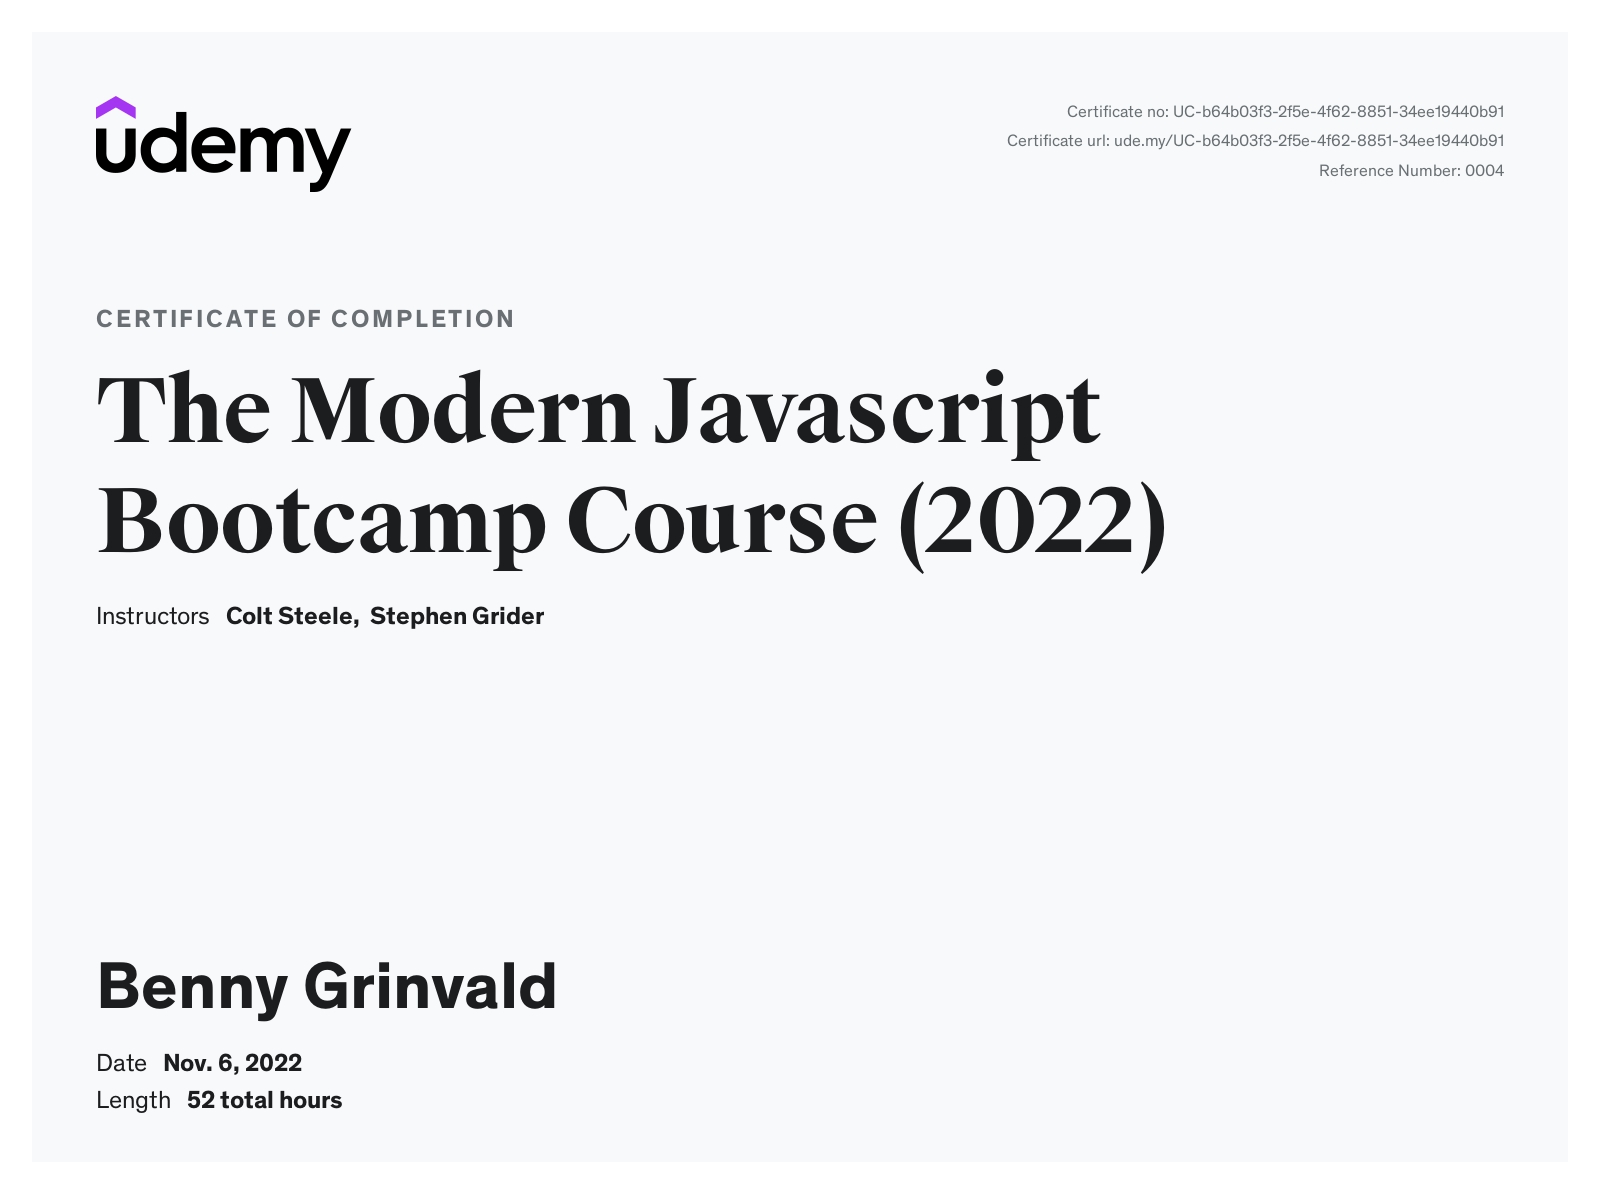 udemy
Certificate no: UC-b64b03f3-2f5e-4f62-8851-34ee19440b91
Certificate url: ude.my/UC-b64b03f3-2f5e-4f62-8851-34ee19440b91
Reference Number: 0004
CERTIFICATE OF COMPLETION
The Modern Javascript
Bootcamp Course (2022)
Instructors Colt Steele, Stephen Grider
Benny Grinvald
Date Nov. 6, 2022
Length 52 total hours